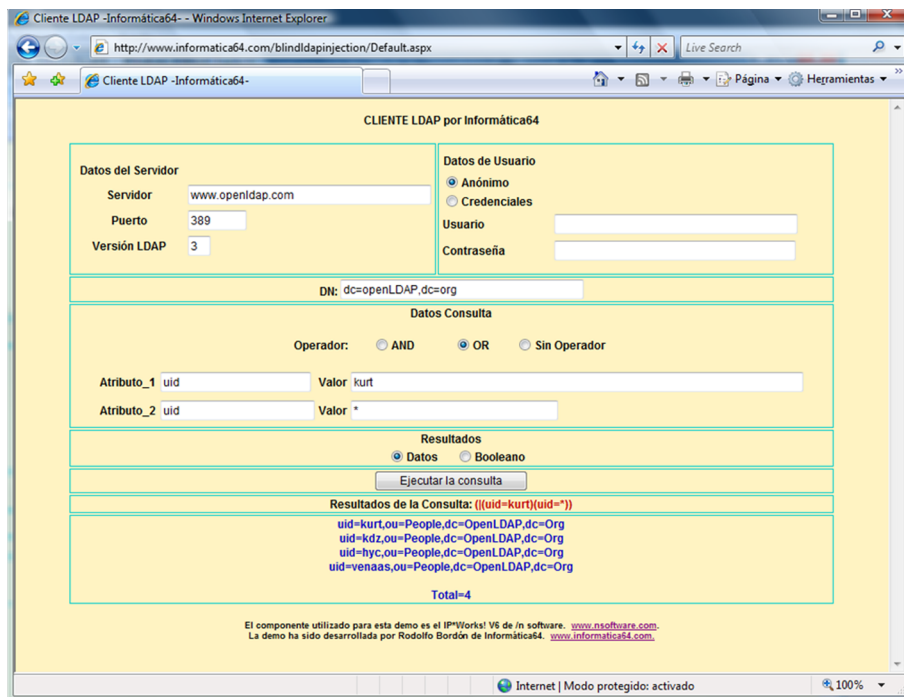 Cliente LDAP -Informática64- - Windows Internet Explorer
http://www.informatica64.com/blindldapinjection/Default.aspx
Live Search
Cliente LDAP -Informática64-
Página
Herramientas
»
CLIENTE LDAP por Informática64
Datos del Servidor
Servidor www.openldap.com
Puerto 389
Versión LDAP 3
Datos de Usuario
Anónimo
Credenciales
Usuario
Contraseña
DN: dc=openLDAP,dc=org
Datos Consulta
Operador: AND OR Sin Operador
Atributo_1 uid Valor kurt
Atributo_2 uid Valor *
Resultados
Datos Booleano
Ejecutar la consulta
Resultados de la Consulta: (|(uid=kurt)(uid=*))
uid=kurt,ou=People,dc=OpenLDAP,dc=Org
uid=kdz,ou=People,dc=OpenLDAP,dc=Org
uid=hyc,ou=People,dc=OpenLDAP,dc=Org
uid=venaas,ou=People,dc=OpenLDAP,dc=Org
Total=4
El componente utilizado para esta demo es el IP*Works! V6 de /n software. www.nsoftware.com.
La demo ha sido desarrollada por Rodolfo Bordón de Informática64. www.informatica64.com.
Internet | Modo protegido: activado
100%